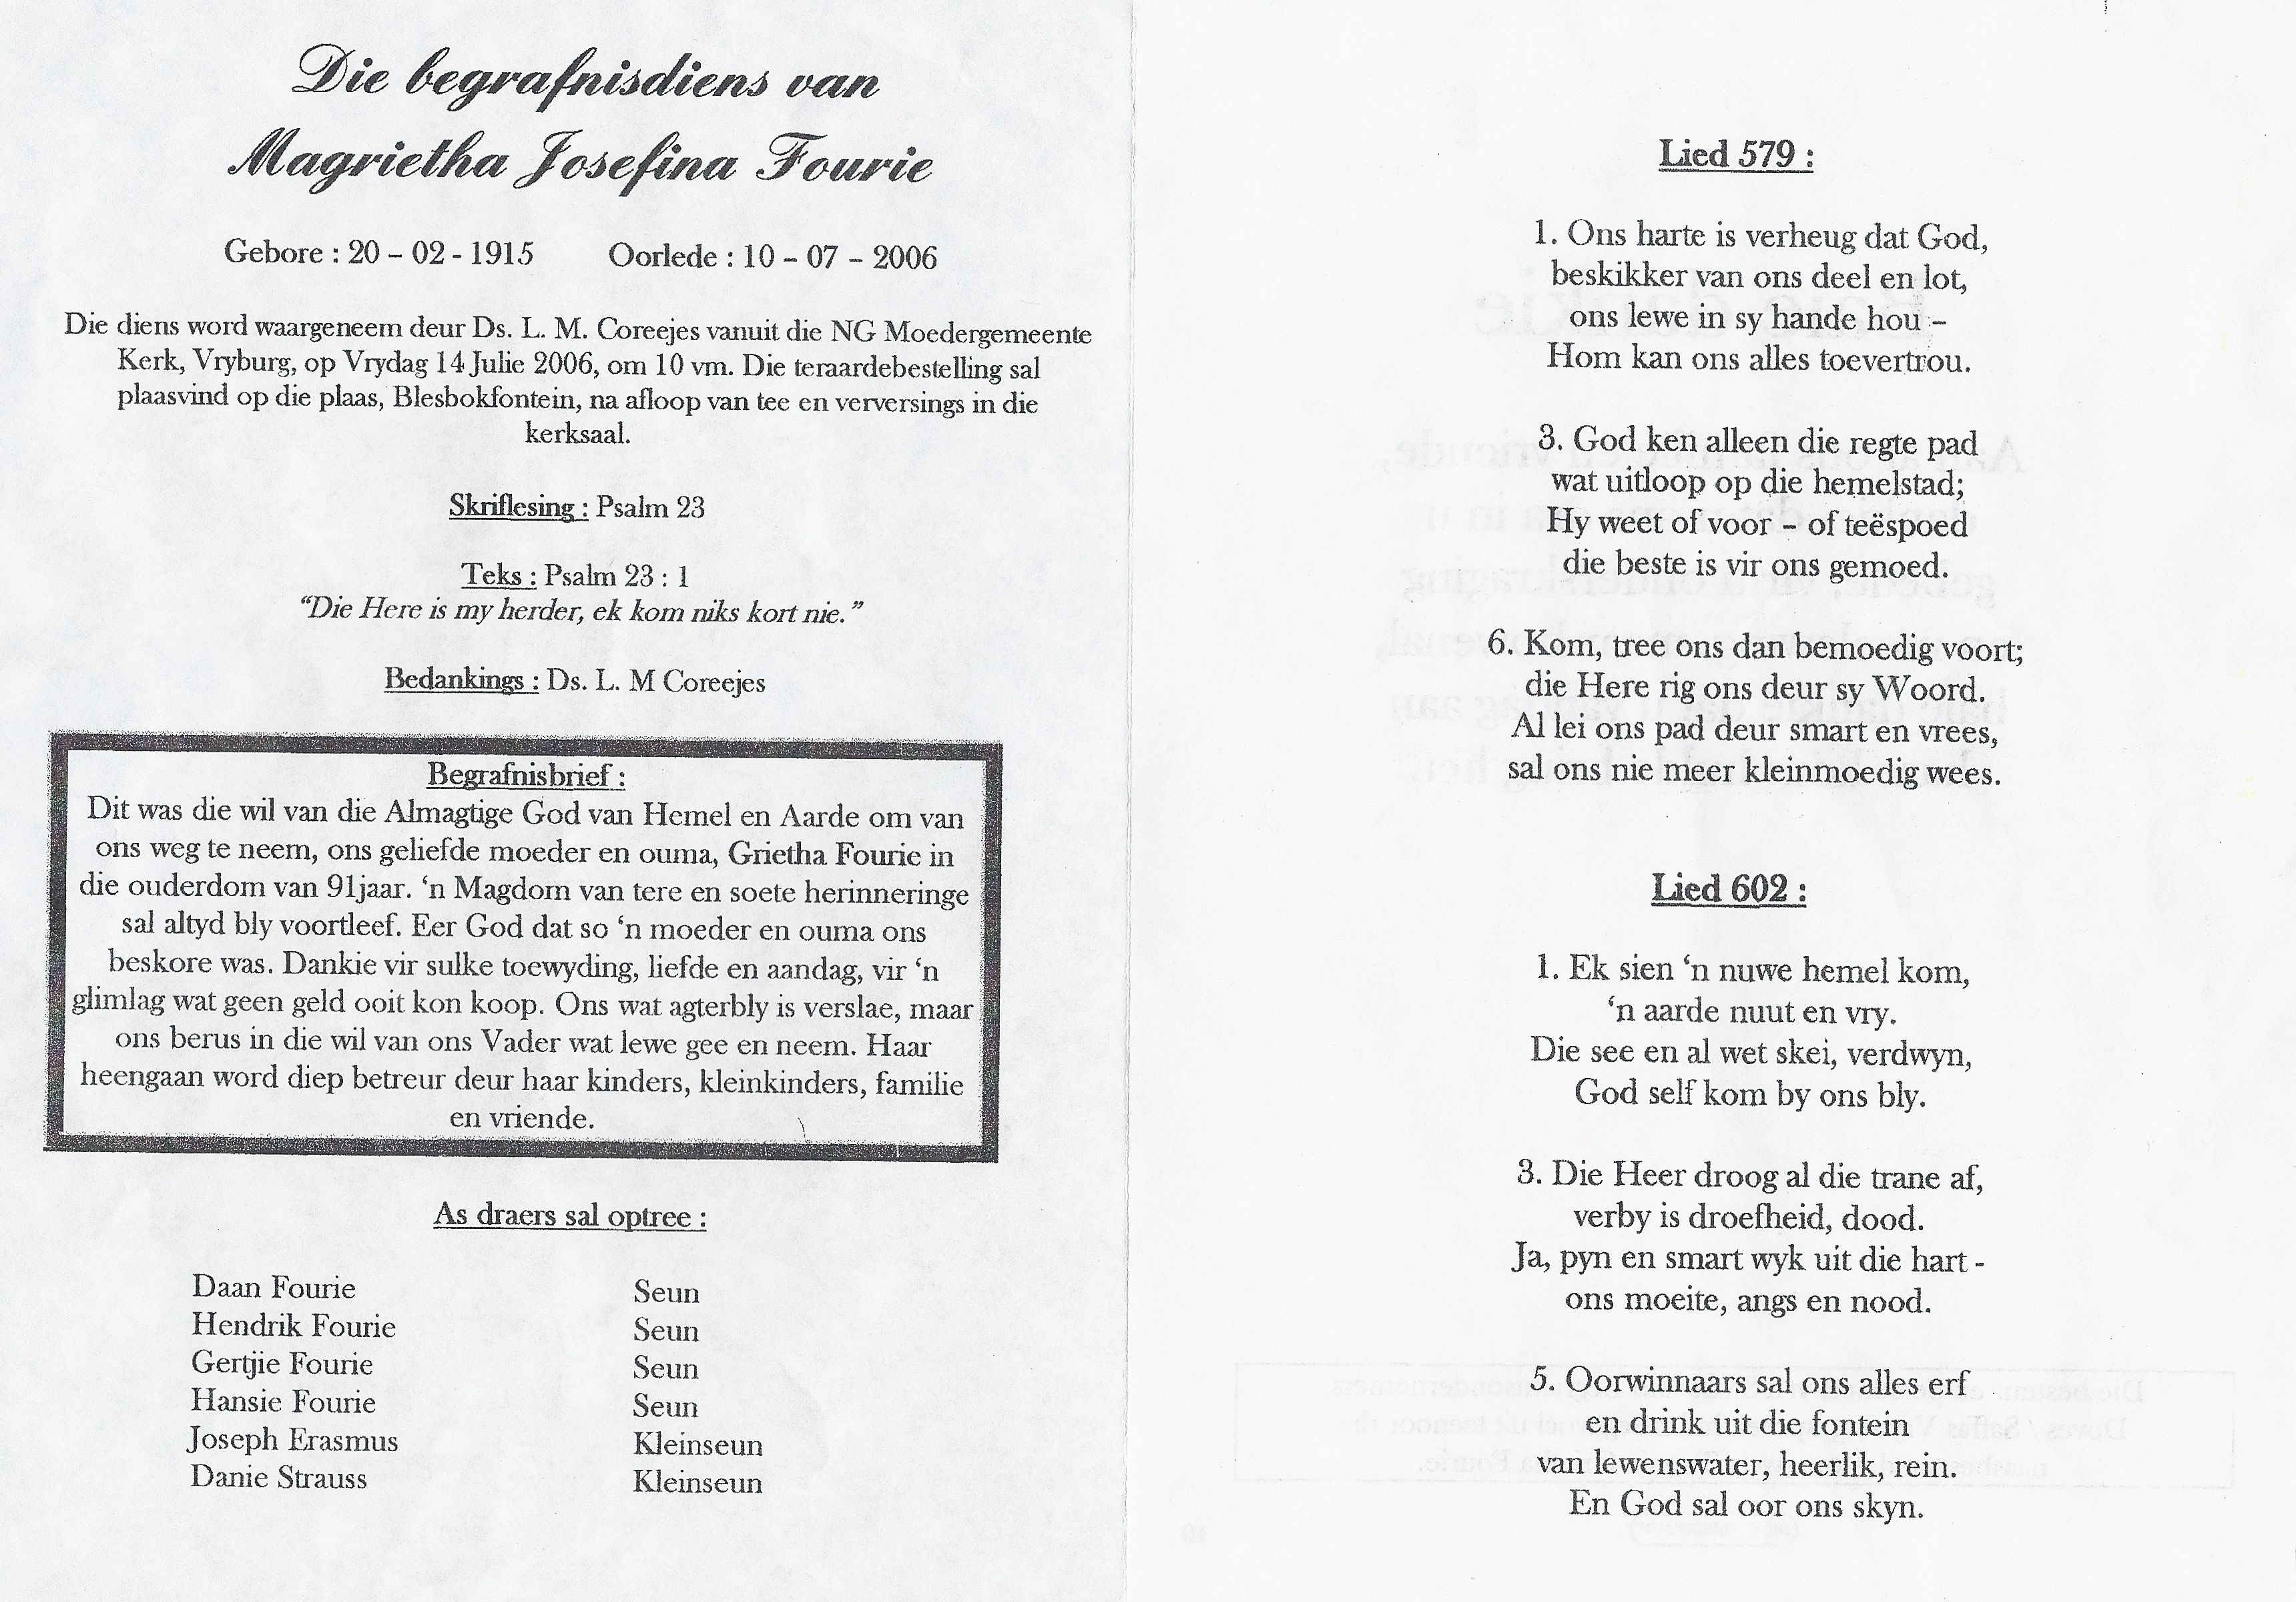 Die begrafnisdiens van
Magrietha Josefina Fourie
Gebore : 20 – 02 - 1915 Oorlede : 10 – 07 – 2006
Die diens word waargeneem deur Ds. L. M. Coreejes vanuit die NG Moedergemeente
Kerk, Vryburg, op Vrydag 14 Julie 2006, om 10 vm. Die teraardebestelling sal
plaasvind op die plaas, Blesbokfontein, na afloop van tee en verversings in die
kerksaal.
Skriflesing : Psalm 23
Teks : Psalm 23 : 1
“Die Here is my herder, ek kom niks kort nie.”
Bedankings : Ds. L. M Coreejes
Begrafnisbrief :
Dit was die wil van die Almagtige God van Hemel en Aarde om van
ons weg te neem, ons geliefde moeder en ouma, Grietha Fourie in
die ouderdom van 91jaar. ‘n Magdom van tere en soete herinneringe
sal altyd bly voortleef. Eer God dat so ‘n moeder en ouma ons
beskore was. Dankie vir sulke toewyding, liefde en aandag, vir ‘n
glimlag wat geen geld ooit kon koop. Ons wat agterbly is verslae, maar
ons berus in die wil van ons Vader wat lewe gee en neem. Haar
heengaan word diep betreur deur haar kinders, kleinkinders, familie
en vriende.
As draers sal optree :
Daan Fourie Seun
Hendrik Fourie Seun
Gertjie Fourie Seun
Hansie Fourie Seun
Joseph Erasmus Kleinseun
Danie Strauss Kleinseun
Lied 579 :
1. Ons harte is verheug dat God,
beskikker van ons deel en lot,
ons lewe in sy hande hou –
Hom kan ons alles toevertrou.
3. God ken alleen die regte pad
wat uitloop op die hemelstad;
Hy weet of voor – of teëspoed
die beste is vir ons gemoed.
6. Kom, tree ons dan bemoedig voort;
die Here rig ons deur sy Woord.
Al lei ons pad deur smart en vrees,
sal ons nie meer kleinmoedig wees.
Lied 602 :
1. Ek sien ‘n nuwe hemel kom,
‘n aarde nuut en vry.
Die see en al wet skei, verdwyn,
God self kom by ons bly.
3. Die Heer droog al die trane af,
verby is droefheid, dood.
Ja, pyn en smart wyk uit die hart -
ons moeite, angs en nood.
5. Oorwinnaars sal ons alles erf
en drink uit die fontein
van lewenswater, heerlik, rein.
En God sal oor ons skyn.